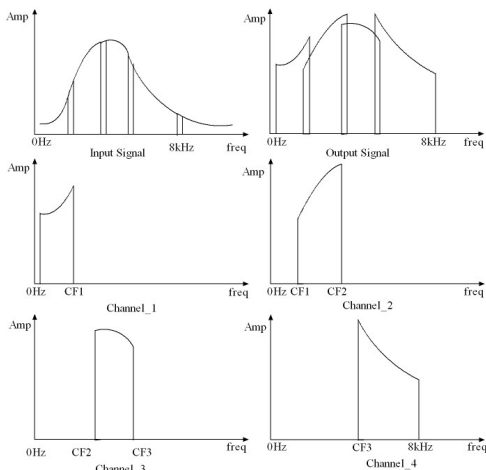 Amp
0Hz
8kHz
freq
Input Signal
Amp
0Hz
8kHz
freq
Output Signal
Amp
0Hz
CF1
freq
Channel_1
Amp
0Hz
CF1
CF2
freq
Channel_2
Amp
0Hz
CF2
CF3
freq
Channel_3
Amp
0Hz
CF3
8kHz
freq
Channel_4